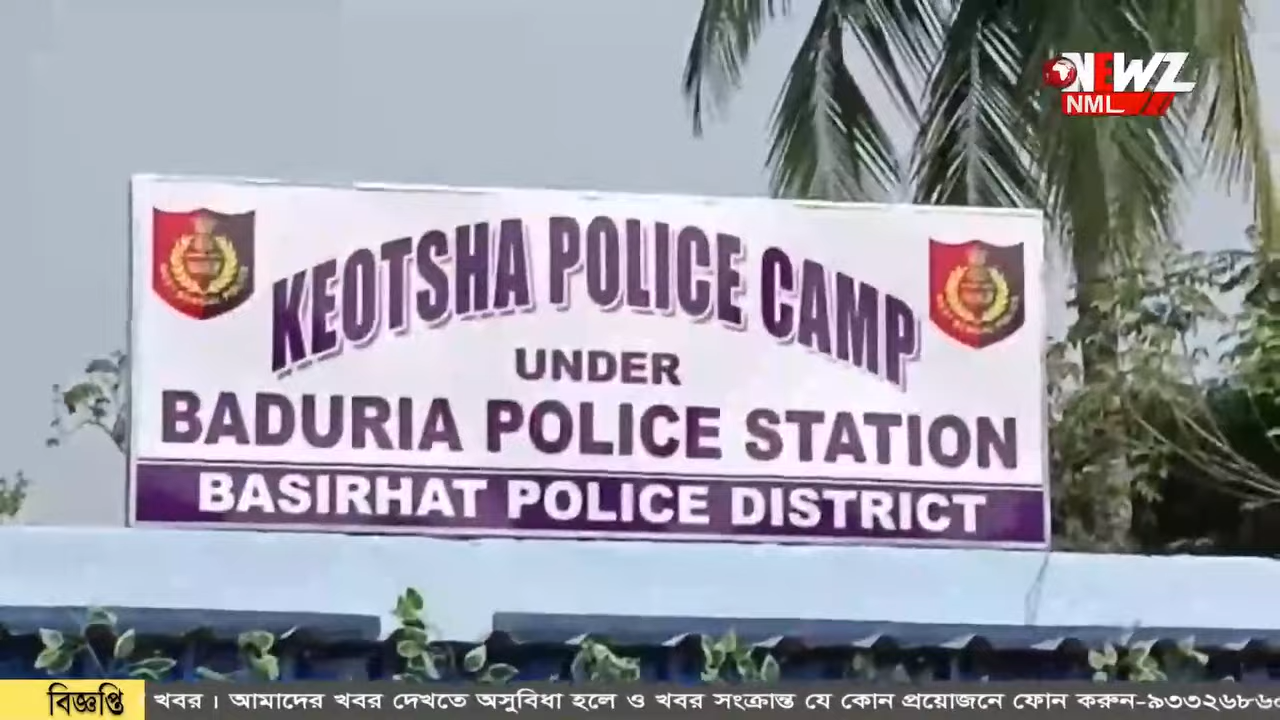 NEWZ
NML
KEOTSHA POLICE CAMP
UNDER
BADURIA POLICE STATION
BASIRHAT POLICE DISTRICT
বিজ্ঞপ্তি
খবর । আমাদের খবর দেখতে অসুবিধা হলে ও খবর সংক্রান্ত যে কোন প্রয়োজনে ফোন করুন-৯৩৩২৬৮৬